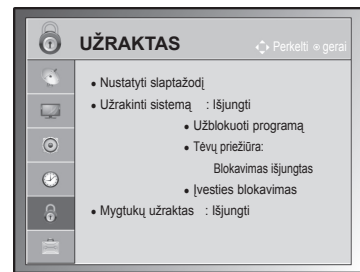 UŽRAKTAS
Perkelti gerai
• Nustatyti slaptažodį
• Užrakinti sistemą : Išjungti
• Užblokuoti programą
• Tėvų priežiūra:
Blokavimas išjungtas
• Įvesties blokavimas
• Mygtukų užraktas : Išjungti